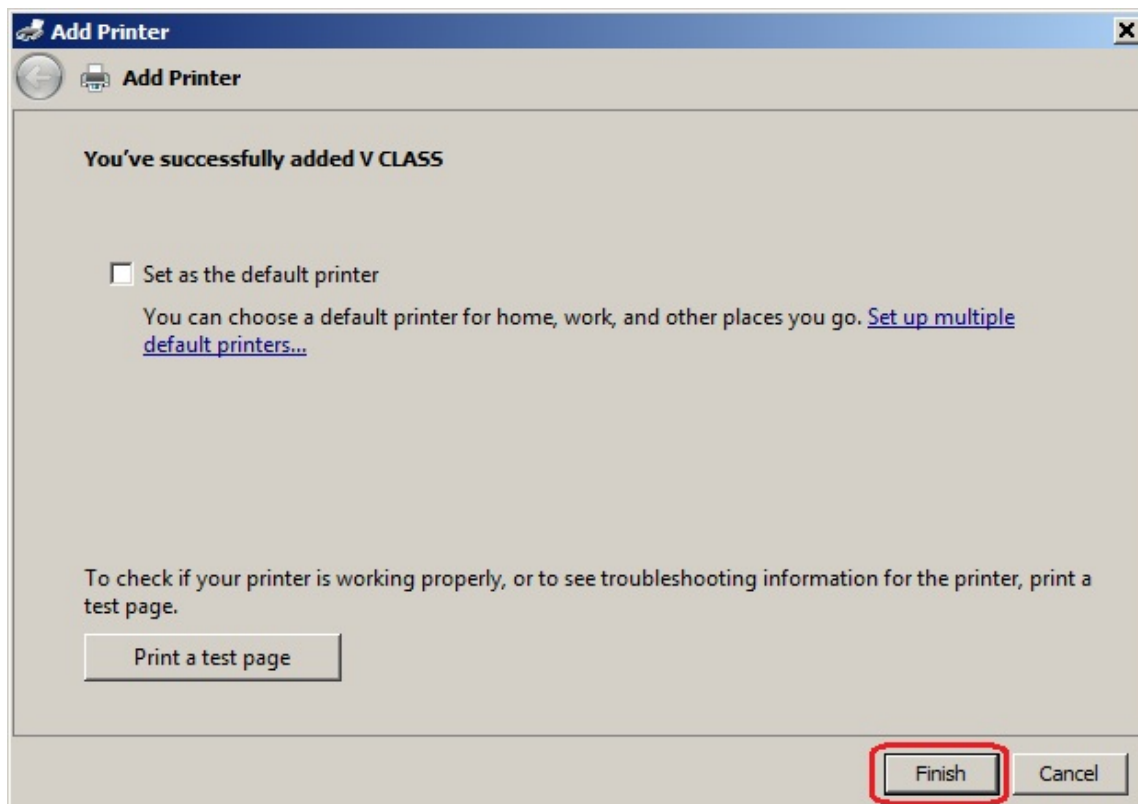 Add Printer
Add Printer
You've successfully added V CLASS
Set as the default printer
You can choose a default printer for home, work, and other places you go. Set up multiple
default printers...
To check if your printer is working properly, or to see troubleshooting information for the printer, print a
test page.
Print a test page
Finish Cancel